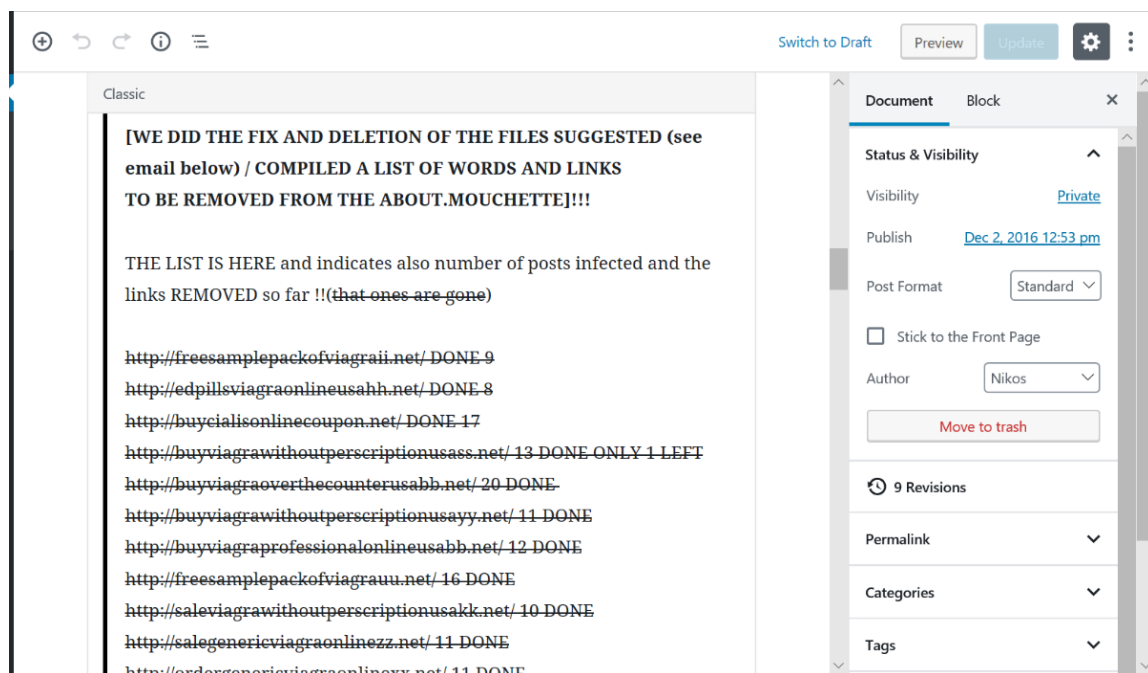 Switch to Draft
Preview
Update
Classic
[WE DID THE FIX AND DELETION OF THE FILES SUGGESTED (see
email below) / COMPILED A LIST OF WORDS AND LINKS
TO BE REMOVED FROM THE ABOUT.MOUCHETTE]!!!
THE LIST IS HERE and indicates also number of posts infected and the
links REMOVED so far !!(that ones are gone)
http://freesamplepackofviagraii.net/ DONE 9
http://edpillsviagraonlineusahh.net/ DONE 8
http://buycialisonlinecoupon.net/ DONE 17
http://buyviagrawithoutperscriptionusass.net/ 13 DONE ONLY 1 LEFT
http://buyviagraoverthecounterusabb.net/ 20 DONE
http://buyviagrawithoutperscriptionusayy.net/ 11 DONE
http://buyviagraprofessionalonlineusabb.net/ 12 DONE
http://freesamplepackofviagrauu.net/ 16 DONE
http://saleviagrawithoutperscriptionusakk.net/ 10 DONE
http://salegenericviagraonlinezz.net/ 11 DONE
http://ordergenericviagraonlinexx.net/ 11 DONE
Document
Block
Status & Visibility
Visibility
Private
Publish
Dec 2, 2016 12:53 pm
Post Format
Standard
Stick to the Front Page
Author
Nikos
Move to trash
9 Revisions
Permalink
Categories
Tags